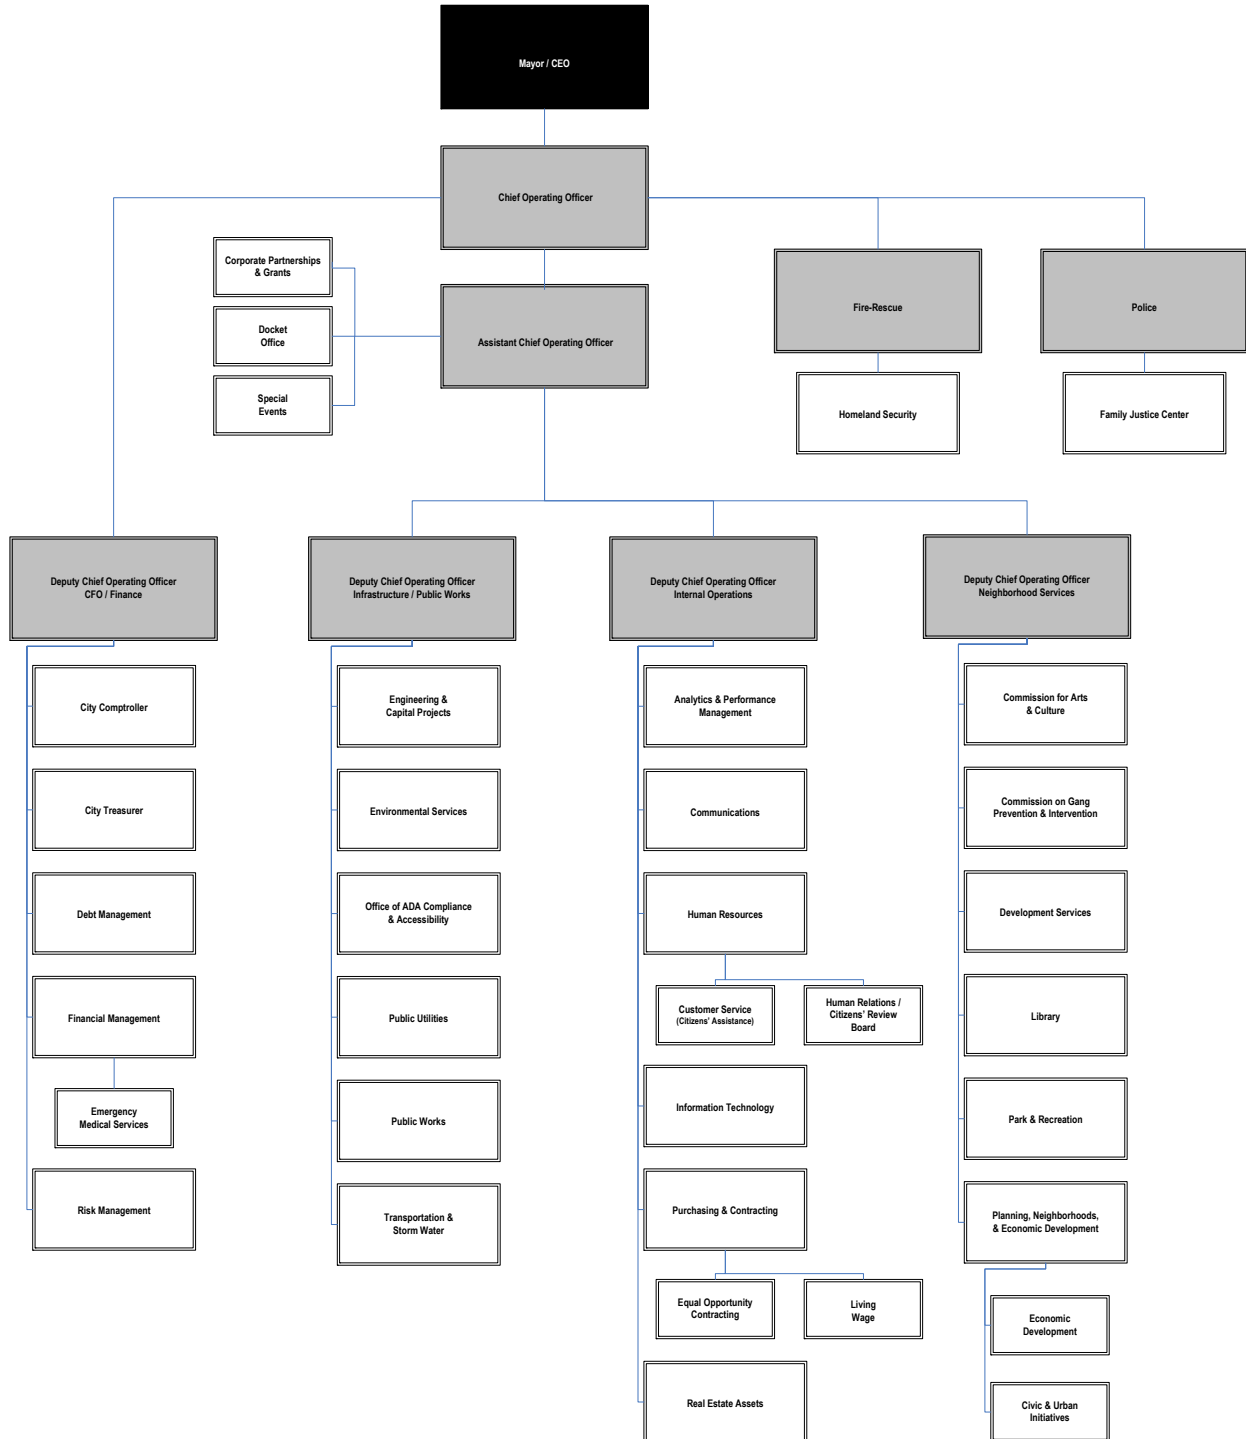 Mayor / CEO
Chief Operating Officer
Corporate Partnerships
& Grants
Docket
Office
Special
Events
Assistant Chief Operating Officer
Fire-Rescue
Police
Homeland Security
Family Justice Center
Deputy Chief Operating Officer
CFO / Finance
Deputy Chief Operating Officer
Infrastructure / Public Works
Deputy Chief Operating Officer
Internal Operations
Deputy Chief Operating Officer
Neighborhood Services
City Comptroller
City Treasurer
Debt Management
Financial Management
Emergency
Medical Services
Risk Management
Engineering &
Capital Projects
Environmental Services
Office of ADA Compliance
& Accessibility
Public Utilities
Public Works
Transportation &
Storm Water
Analytics & Performance
Management
Communications
Human Resources
Customer Service
(Citizens' Assistance)
Human Relations /
Citizens' Review
Board
Information Technology
Purchasing & Contracting
Equal Opportunity
Contracting
Living
Wage
Real Estate Assets
Commission for Arts
& Culture
Commission on Gang
Prevention & Intervention
Development Services
Library
Park & Recreation
Planning, Neighborhoods,
& Economic Development
Economic
Development
Civic & Urban
Initiatives